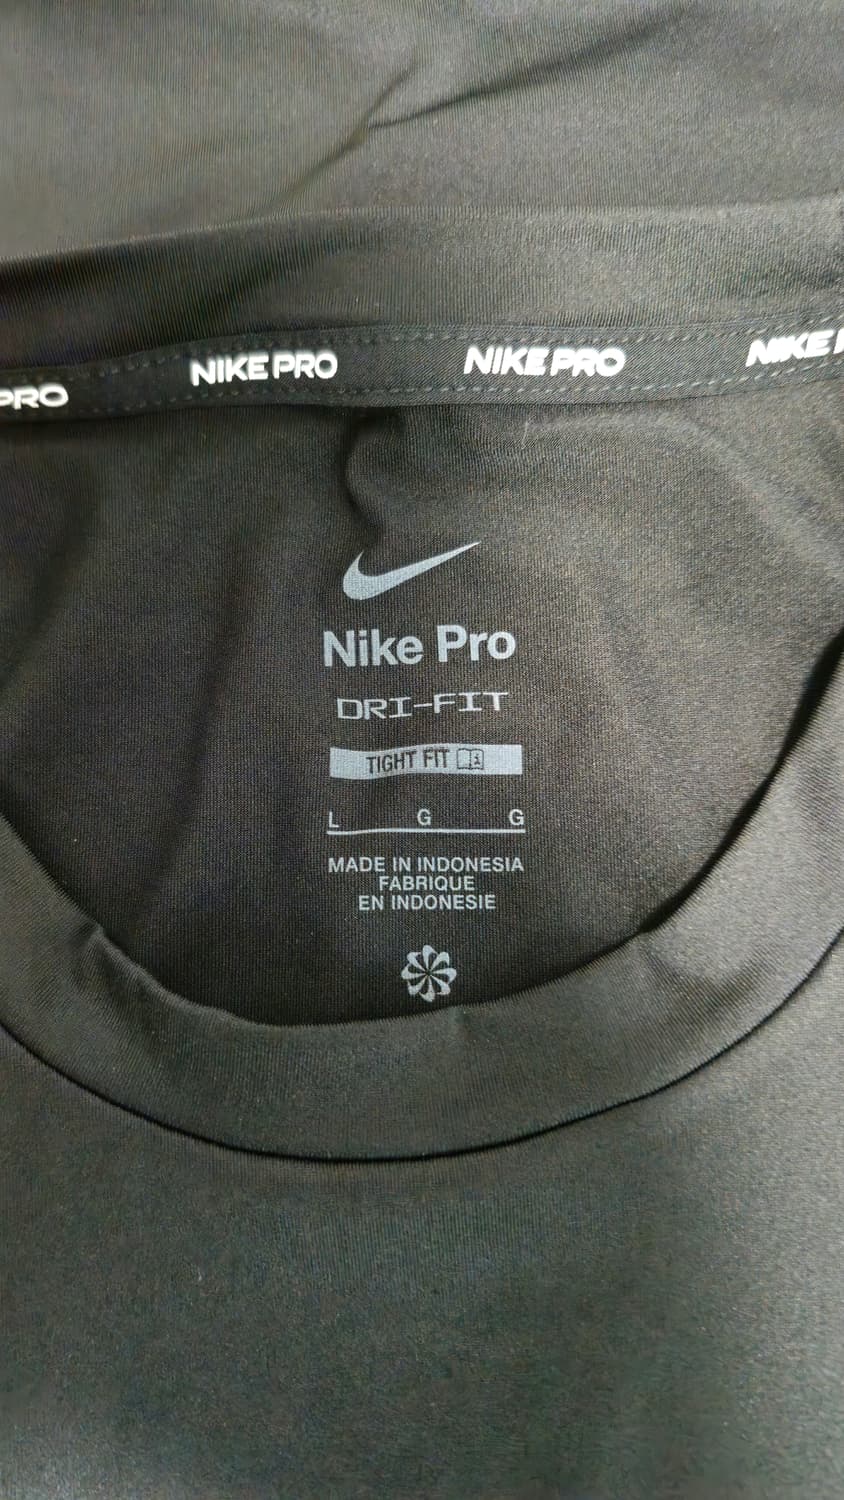 PRO NIKE PRO NIKE PRO NIKE
Nike Pro
DRI-FIT
TIGHT FIT
L G G
MADE IN INDONESIA
FABRIQUE
EN INDONESIE